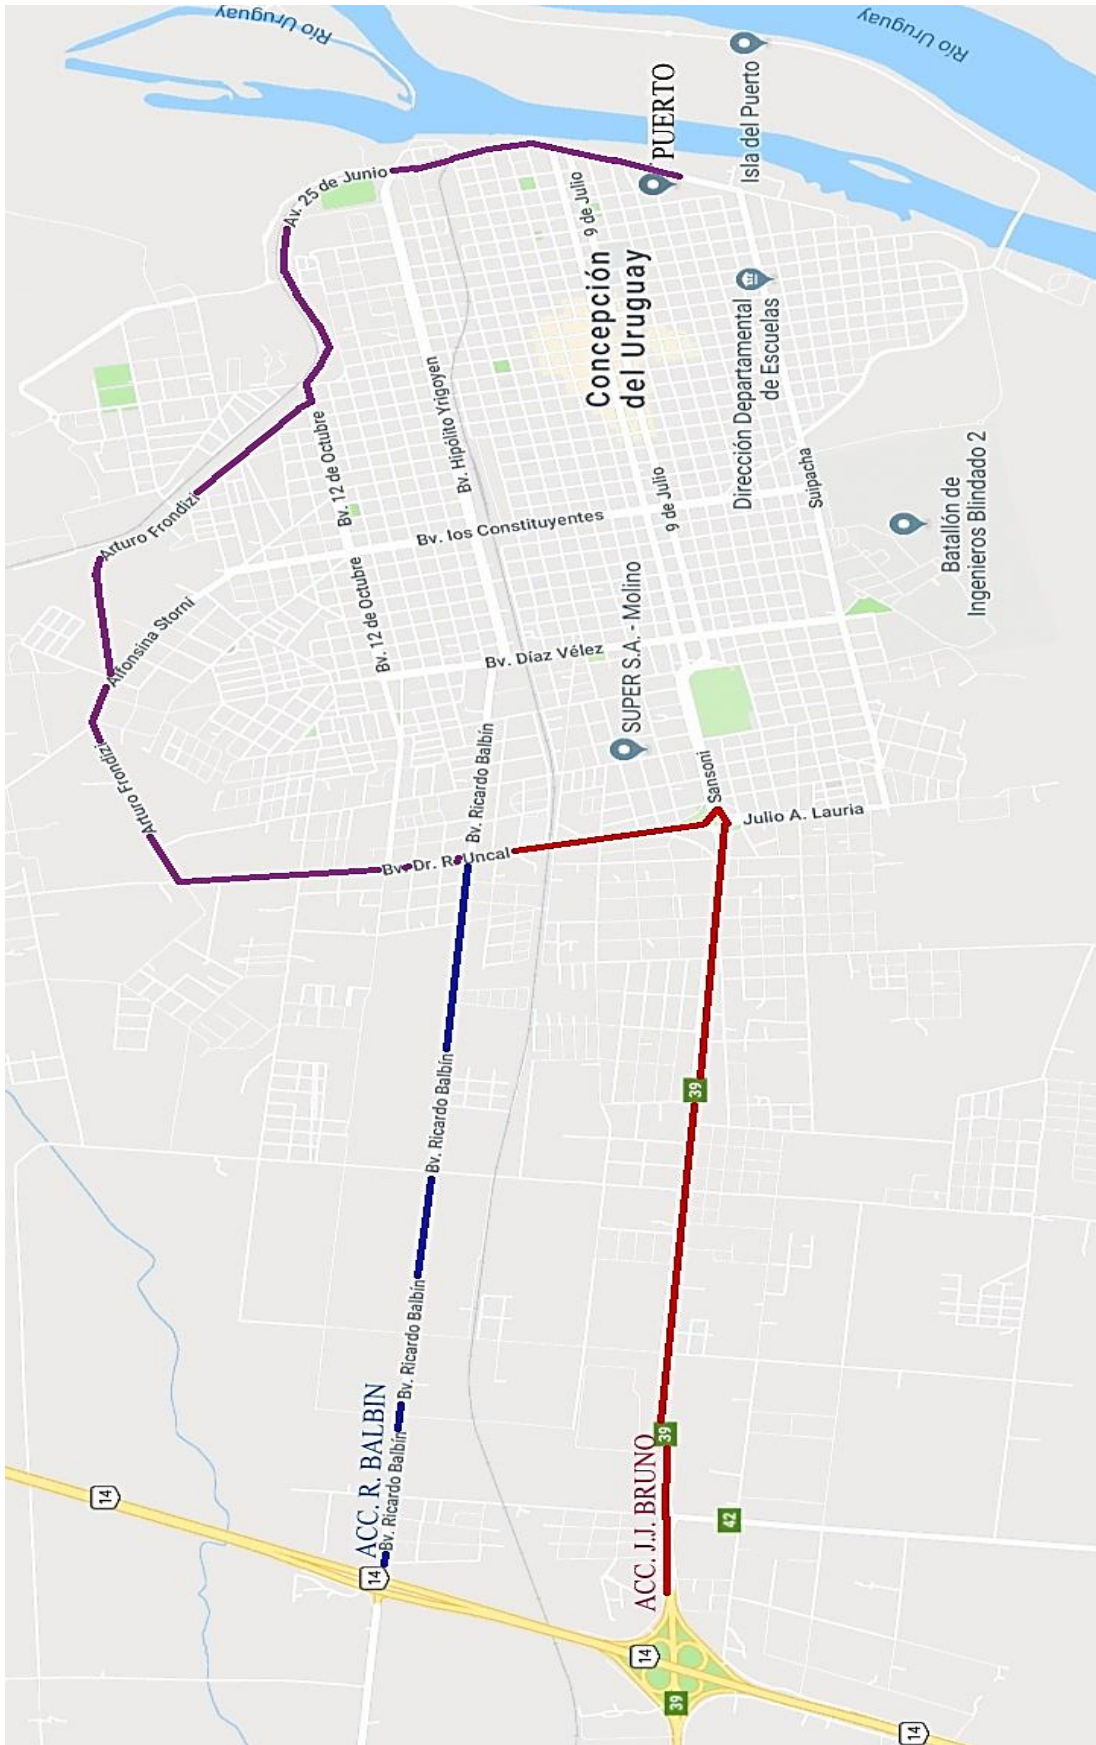 Río Uruguay
Río Uruguay
Isla del Puerto
PUERTO
Av. 25 de Junio
9 de Julio
Concepción
del Uruguay
Dirección Departamental
de Escuelas
Bv. Hipólito Yrigoyen
Bv. 12 de Octubre
Arturo Frondizi
9 de Julio
Suipacha
Batallón de
Ingenieros Blindado 2
Bv. los Constituyentes
Bv. 12 de Octubre
Alfonsina Storni
Bv. Díaz Vélez
SUPER S.A. - Molino
Arturo Frondizi
Bv. Ricardo Balbín
Sansoni
Julio A. Lauria
Bv. Dr. R. Uncal
Bv. Ricardo Balbín
39
Bv. Ricardo Balbín
Bv. Ricardo Balbín
ACC. R. BALBIN
Bv. Ricardo Balbín
ACC. J.J. BRUNO
39
42
14
14
14
39
14